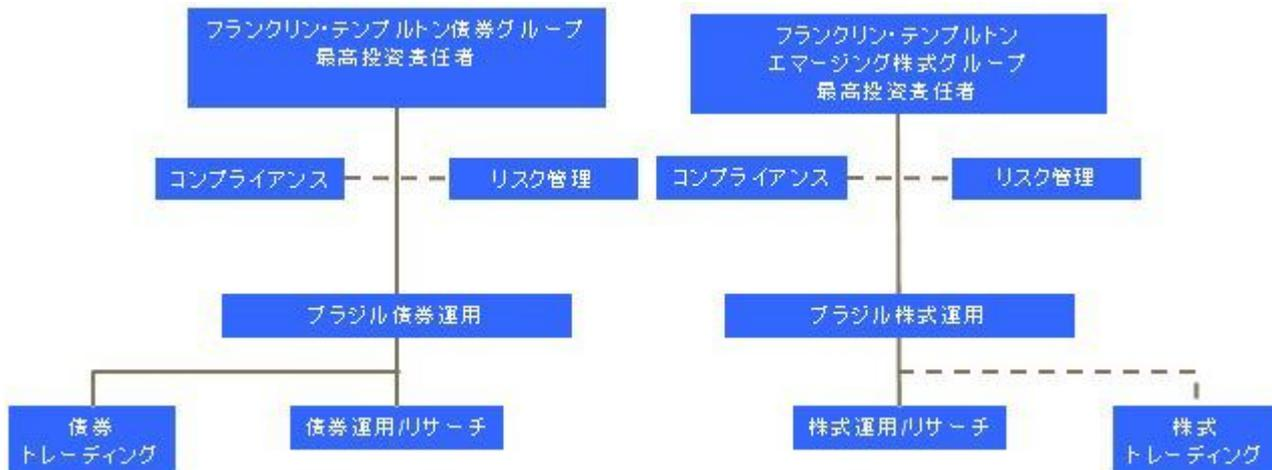 フランクリン・テンプルトン債券グループ
最高投資責任者
コンプライアンス
リスク管理
ブラジル債券運用
債券
トレーディング
債券運用/リサーチ
フランクリン・テンプルトン
エマージング株式グループ
最高投資責任者
コンプライアンス
リスク管理
ブラジル株式運用
株式運用/リサーチ
株式
トレーディング